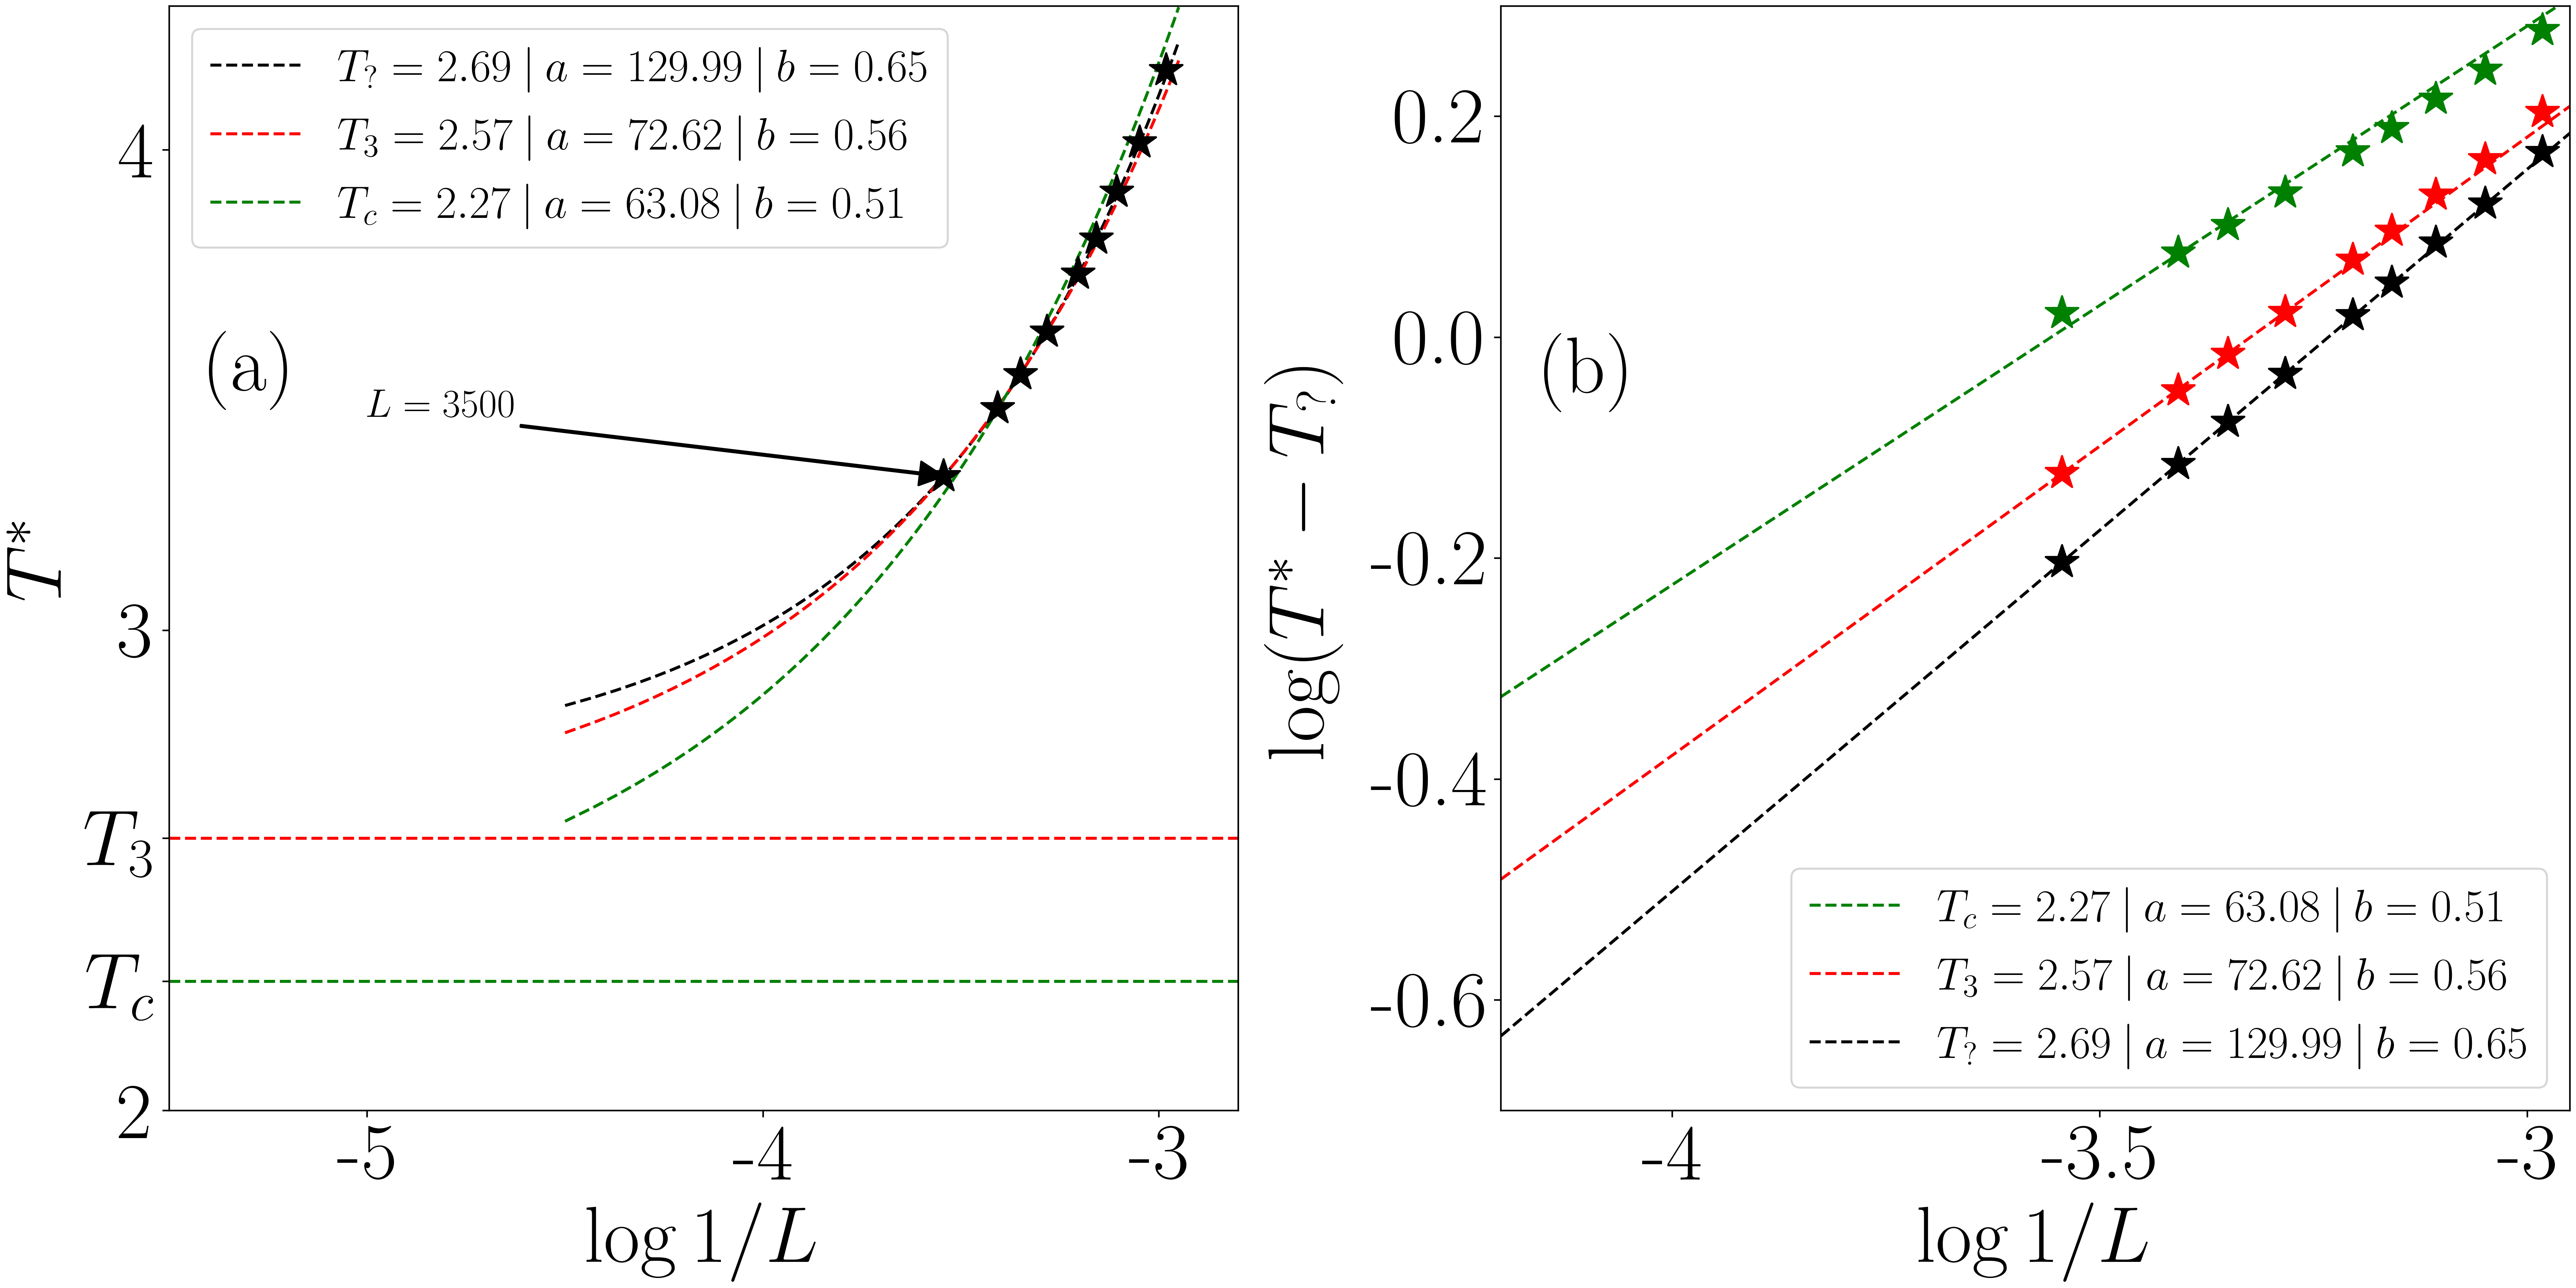 T? = 2.69 | a = 129.99 | b = 0.65
T3 = 2.57 | a = 72.62 | b = 0.56
Tc = 2.27 | a = 63.08 | b = 0.51
(a)
L = 3500
T*
4
3
T3
Tc
2
-5
-4
-3
log 1/L
(b)
log(T* − T?)
0.2
0.0
-0.2
-0.4
-0.6
Tc = 2.27 | a = 63.08 | b = 0.51
T3 = 2.57 | a = 72.62 | b = 0.56
T? = 2.69 | a = 129.99 | b = 0.65
-4
-3.5
-3
log 1/L